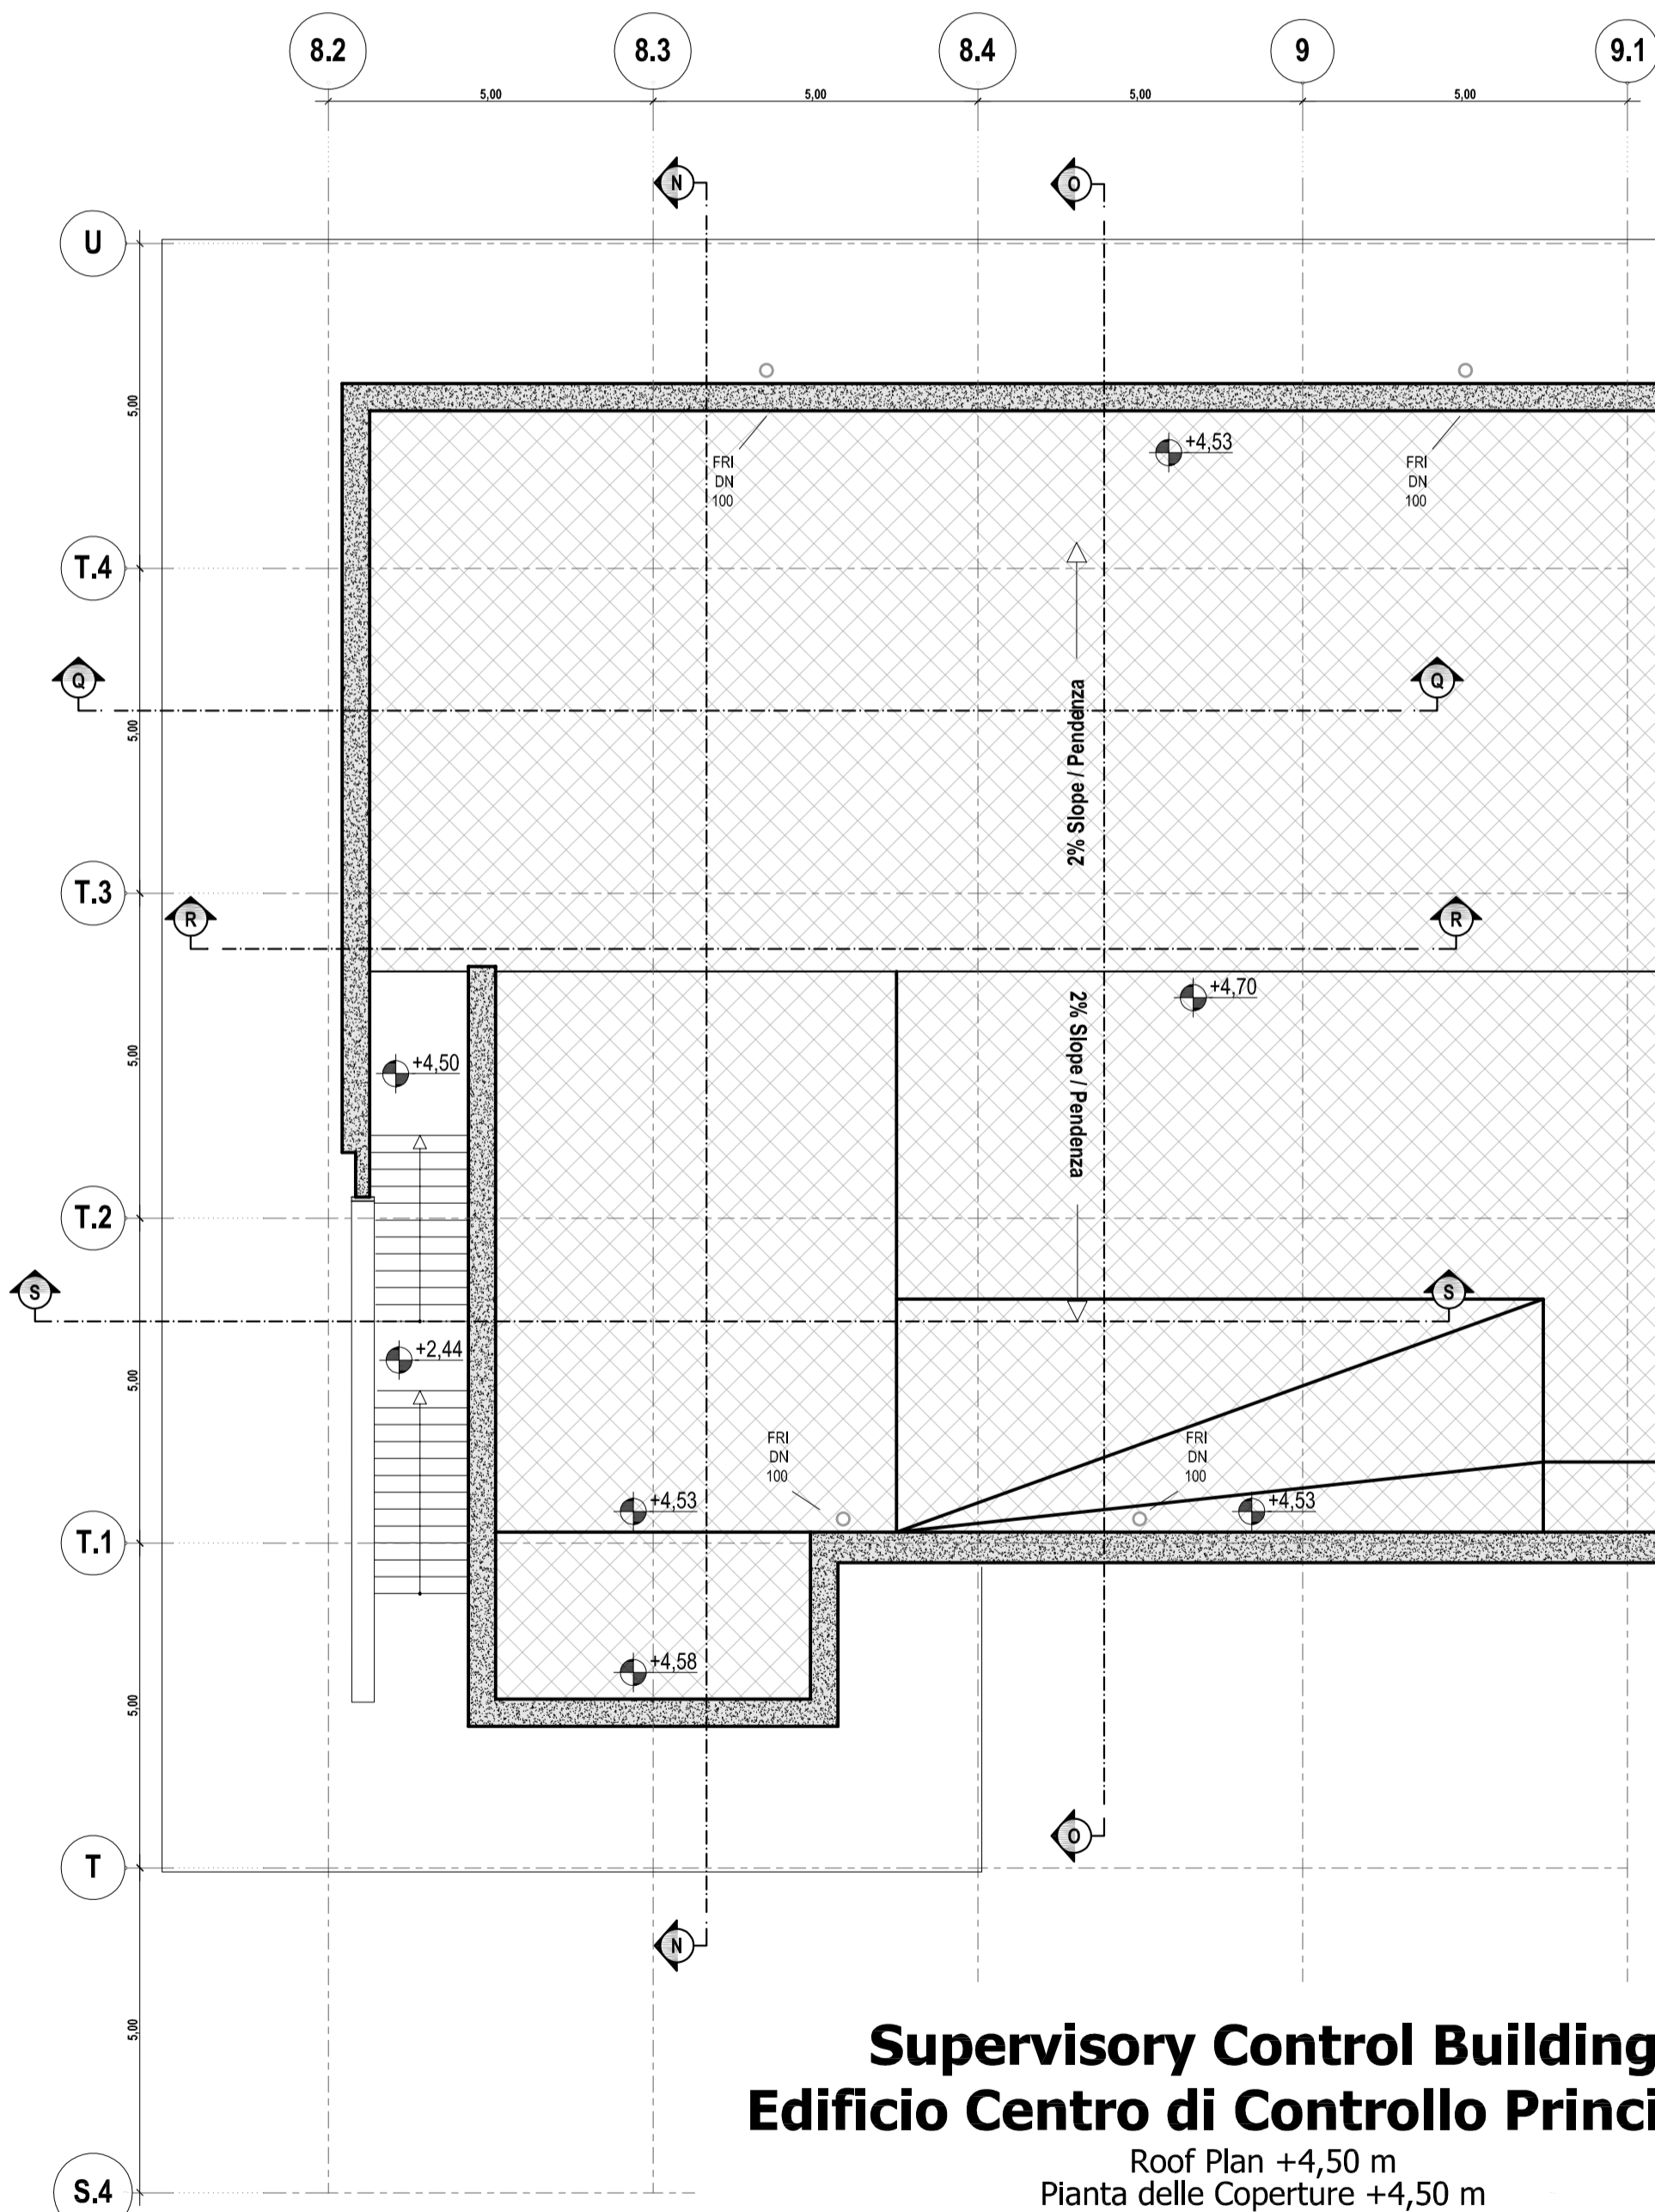 8.2
8.3
8.4
9
9.1
5,00
5,00
5,00
5,00
N
O
U
5,00
+4,53
FRI
DN
100
FRI
DN
100
T.4
Q
Q
2% Slope / Pendenza
5,00
T.3
R
R
+4,70
2% Slope / Pendenza
+4,50
5,00
T.2
S
S
+2,44
5,00
FRI
DN
100
FRI
DN
100
+4,53
+4,53
T.1
+4,58
5,00
O
T
N
5,00
Supervisory Control Building
Edificio Centro di Controllo Princi
Roof Plan +4,50 m
Pianta delle Coperture +4,50 m
S.4